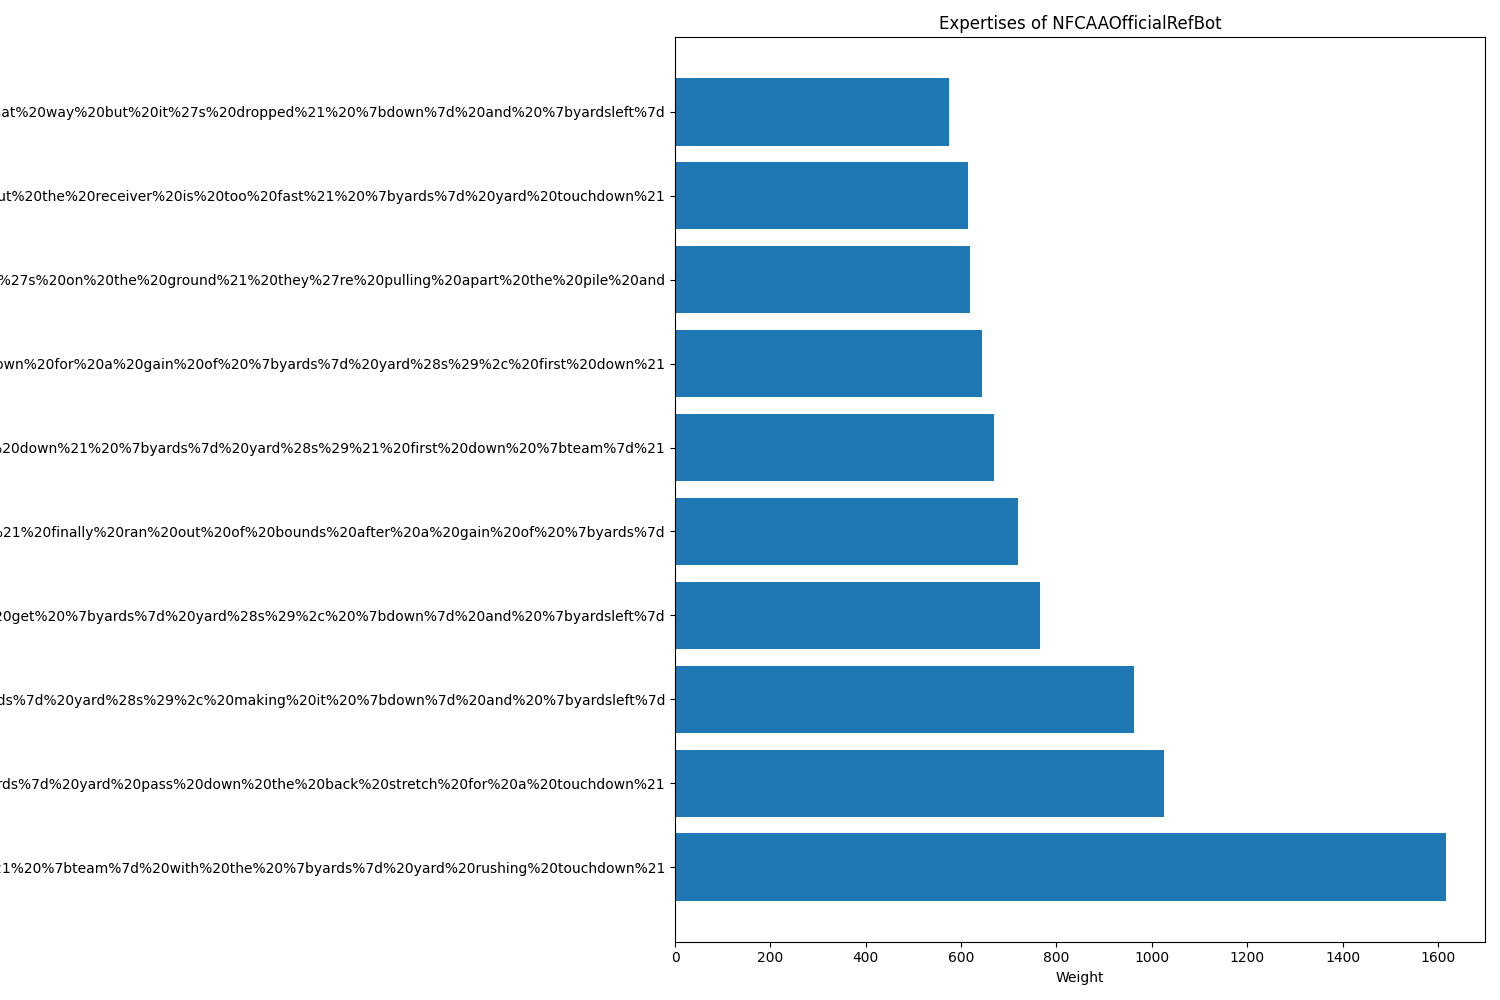 Expertises of NFCAAOfficialRefBot
at%20way%20but%20it%27s%20dropped%21%20%7bdown%7d%20and%20%7byardsleft%7d
ut%20the%20receiver%20is%20too%20fast%21%20%7byards%7d%20yard%20touchdown%21
%27s%20on%20the%20ground%21%20they%27re%20pulling%20apart%20the%20pile%20and
own%20for%20a%20gain%20of%20%7byards%7d%20yard%28s%29%2c%20first%20down%21
%20down%21%20%7byards%7d%20yard%28s%29%21%20first%20down%20%7bteam%7d%21
%21%20finally%20ran%20out%20of%20bounds%20after%20a%20gain%20of%20%7byards%7d
20get%20%7byards%7d%20yard%28s%29%2c%20%7bdown%7d%20and%20%7byardsleft%7d
ds%7d%20yard%28s%29%2c%20making%20it%20%7bdown%7d%20and%20%7byardsleft%7d
rds%7d%20yard%20pass%20down%20the%20back%20stretch%20for%20a%20touchdown%21
21%20%7bteam%7d%20with%20the%20%7byards%7d%20yard%20rushing%20touchdown%21
0 200 400 600 800 1000 1200 1400 1600
Weight